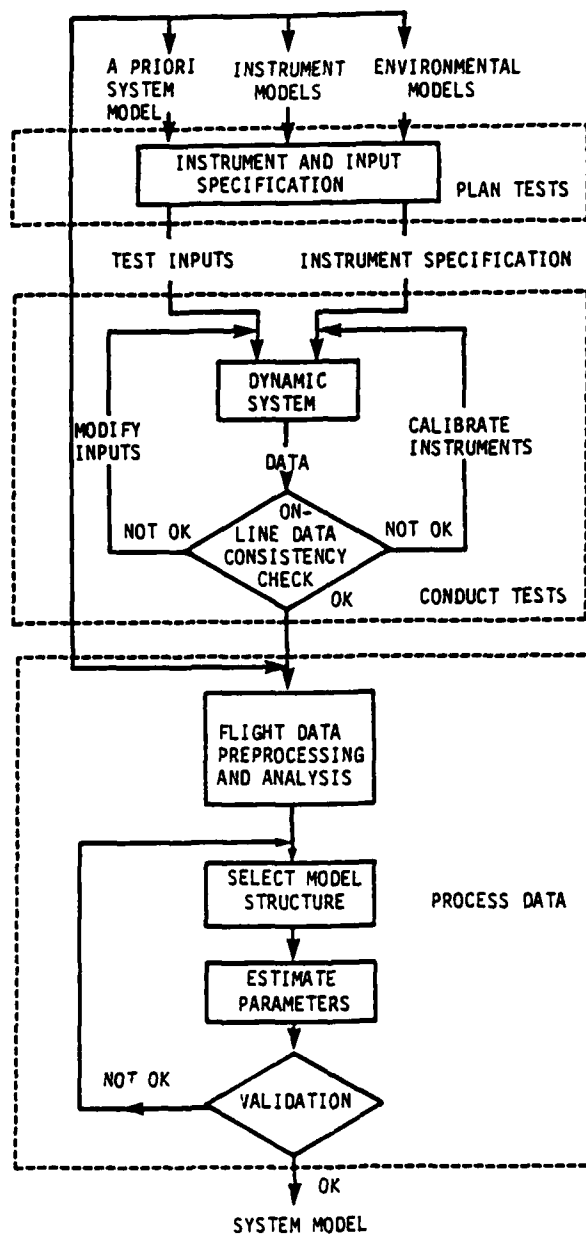 A PRIORI
SYSTEM
MODEL
INSTRUMENT
MODELS
ENVIRONMENTAL
MODELS
INSTRUMENT AND INPUT
SPECIFICATION
PLAN TESTS
TEST INPUTS
INSTRUMENT SPECIFICATION
DYNAMIC
SYSTEM
MODIFY
INPUTS
CALIBRATE
INSTRUMENTS
DATA
NOT OK
ON-
LINE DATA
CONSISTENCY
CHECK
NOT OK
OK
CONDUCT TESTS
FLIGHT DATA
PREPROCESSING
AND ANALYSIS
SELECT MODEL
STRUCTURE
PROCESS DATA
ESTIMATE
PARAMETERS
NOT OK
VALIDATION
OK
SYSTEM MODEL